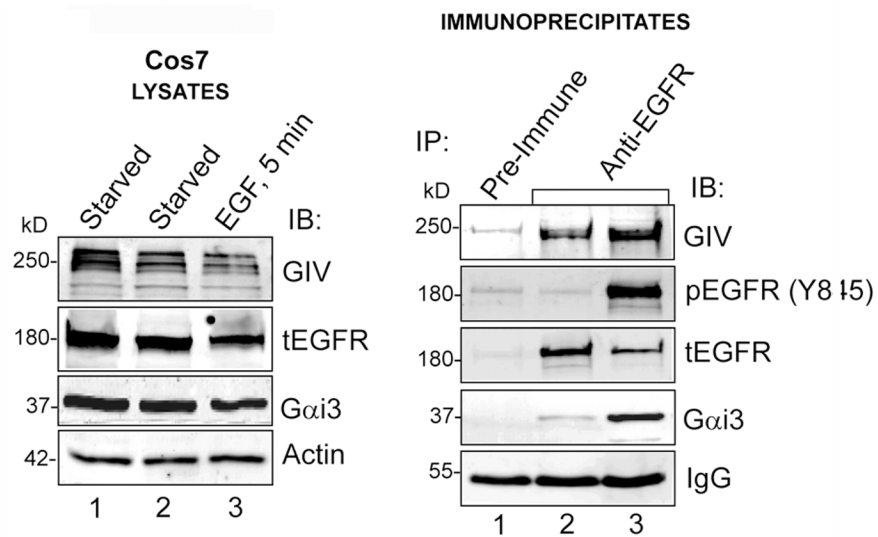 Cos7
LYSATES
Starved
Starved
EGF, 5 min
kD
IB:
250-
GIV
180-
tEGFR
37-
Gαi3
42-
Actin
1 2 3
IMMUNOPRECIPITATES
IP:
Pre-Immune
Anti-EGFR
kD
IB:
250-
GIV
180-
pEGFR (Y845)
180-
tEGFR
37-
Gαi3
55-
IgG
1 2 3